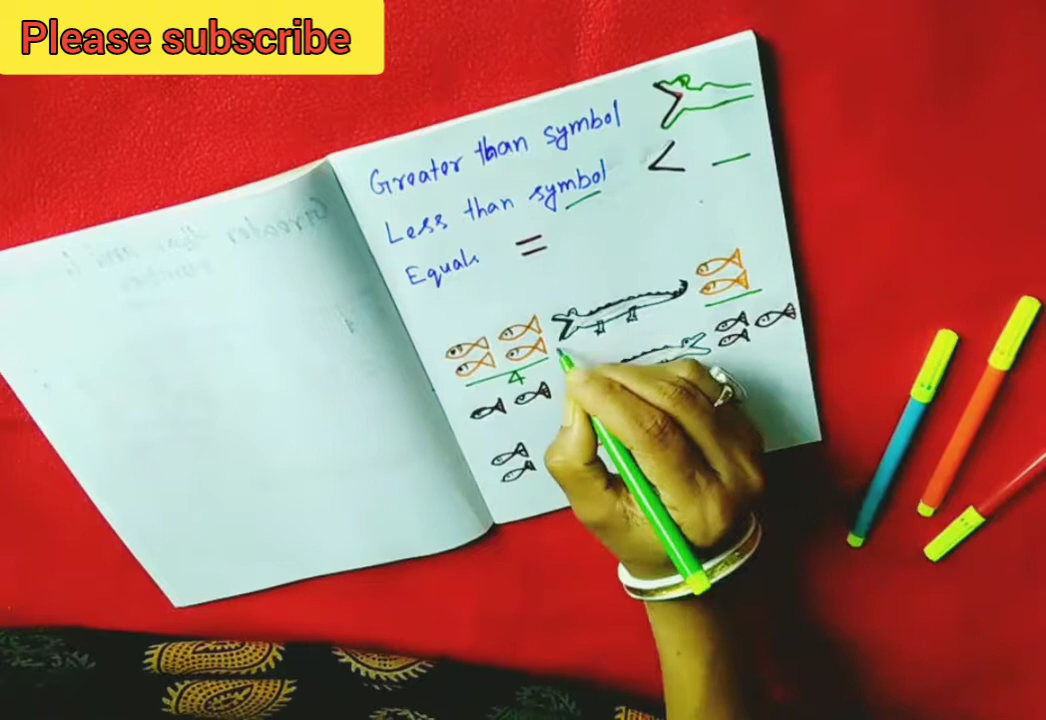 Please subscribe
Greater than symbol
Less than symbol <
Equals =
4